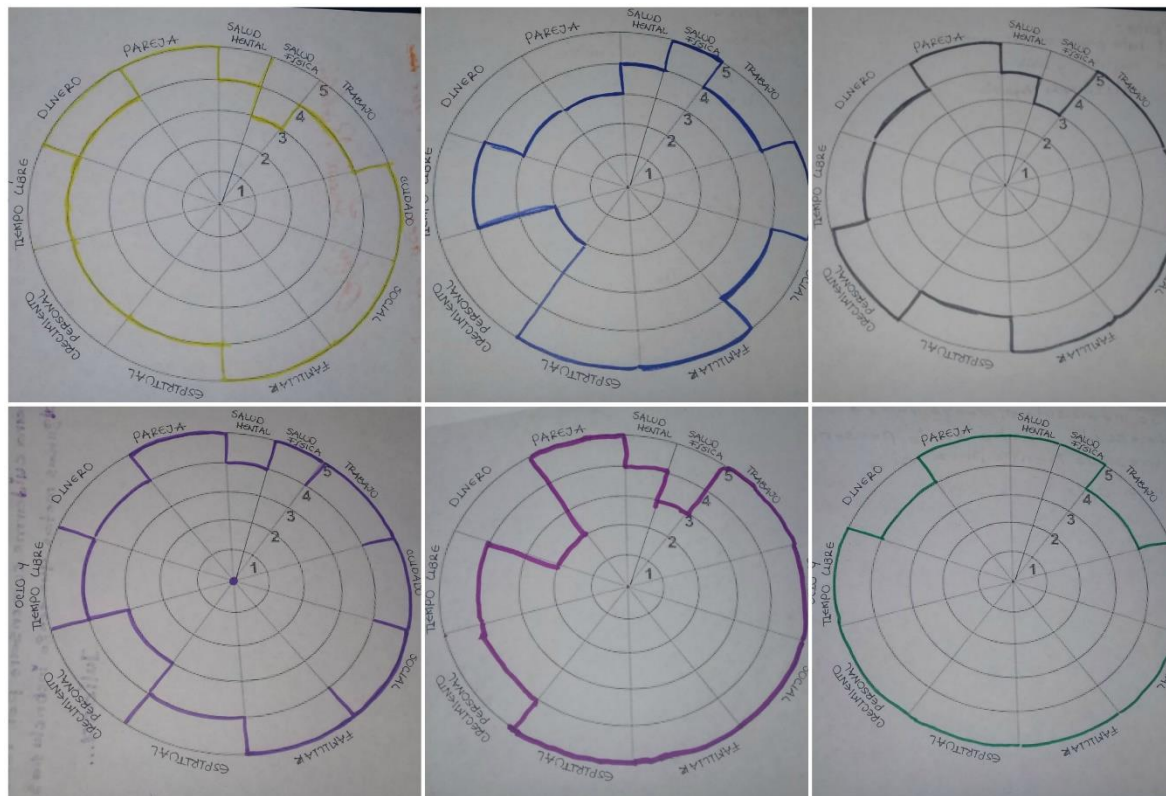 PAREJA
SALUD
MENTAL
SALUD
FÍSICA
TRABAJO
CUIDADO
SOCIAL
FAMILIAR
ESPIRITUAL
CRECIMIENTO
PERSONAL
TIEMPO LIBRE
DINERO
5
4
3
2
1
PAREJA
SALUD
MENTAL
SALUD
FÍSICA
TRABAJO
SOCIAL
FAMILIAR
ESPIRITUAL
CRECIMIENTO
PERSONAL
TIEMPO LIBRE
DINERO
5
4
3
2
1
PAREJA
SALUD
MENTAL
SALUD
FÍSICA
TRABAJO
FAMILIAR
ESPIRITUAL
CRECIMIENTO
PERSONAL
TIEMPO LIBRE
DINERO
5
4
3
2
1
PAREJA
SALUD
MENTAL
SALUD
FÍSICA
TRABAJO
CUIDADO
SOCIAL
FAMILIAR
ESPIRITUAL
CRECIMIENTO
PERSONAL
OCIO Y
TIEMPO LIBRE
DINERO
5
4
3
2
1
PAREJA
SALUD
MENTAL
SALUD
FÍSICA
TRABAJO
SOCIAL
FAMILIAR
ESPIRITUAL
CRECIMIENTO
PERSONAL
TIEMPO LIBRE
DINERO
5
4
3
2
1
PAREJA
SALUD
MENTAL
SALUD
FÍSICA
TRABAJO
FAMILIAR
ESPIRITUAL
CRECIMIENTO
PERSONAL
OCIO Y
TIEMPO LIBRE
DINERO
5
4
3
2
1